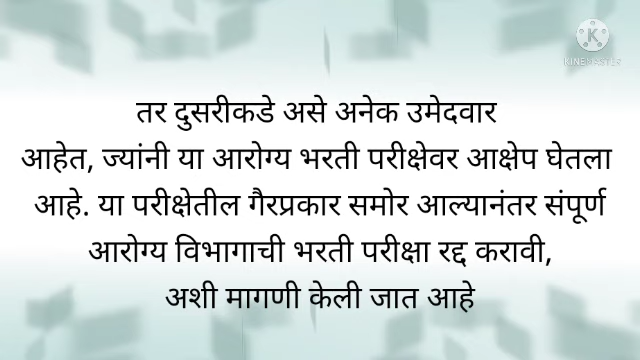 KINEMASTER
तर दुसरीकडे असे अनेक उमेदवार
आहेत, ज्यांनी या आरोग्य भरती परीक्षेवर आक्षेप घेतला
आहे. या परीक्षेतील गैरप्रकार समोर आल्यानंतर संपूर्ण
आरोग्य विभागाची भरती परीक्षा रद्द करावी,
अशी मागणी केली जात आहे